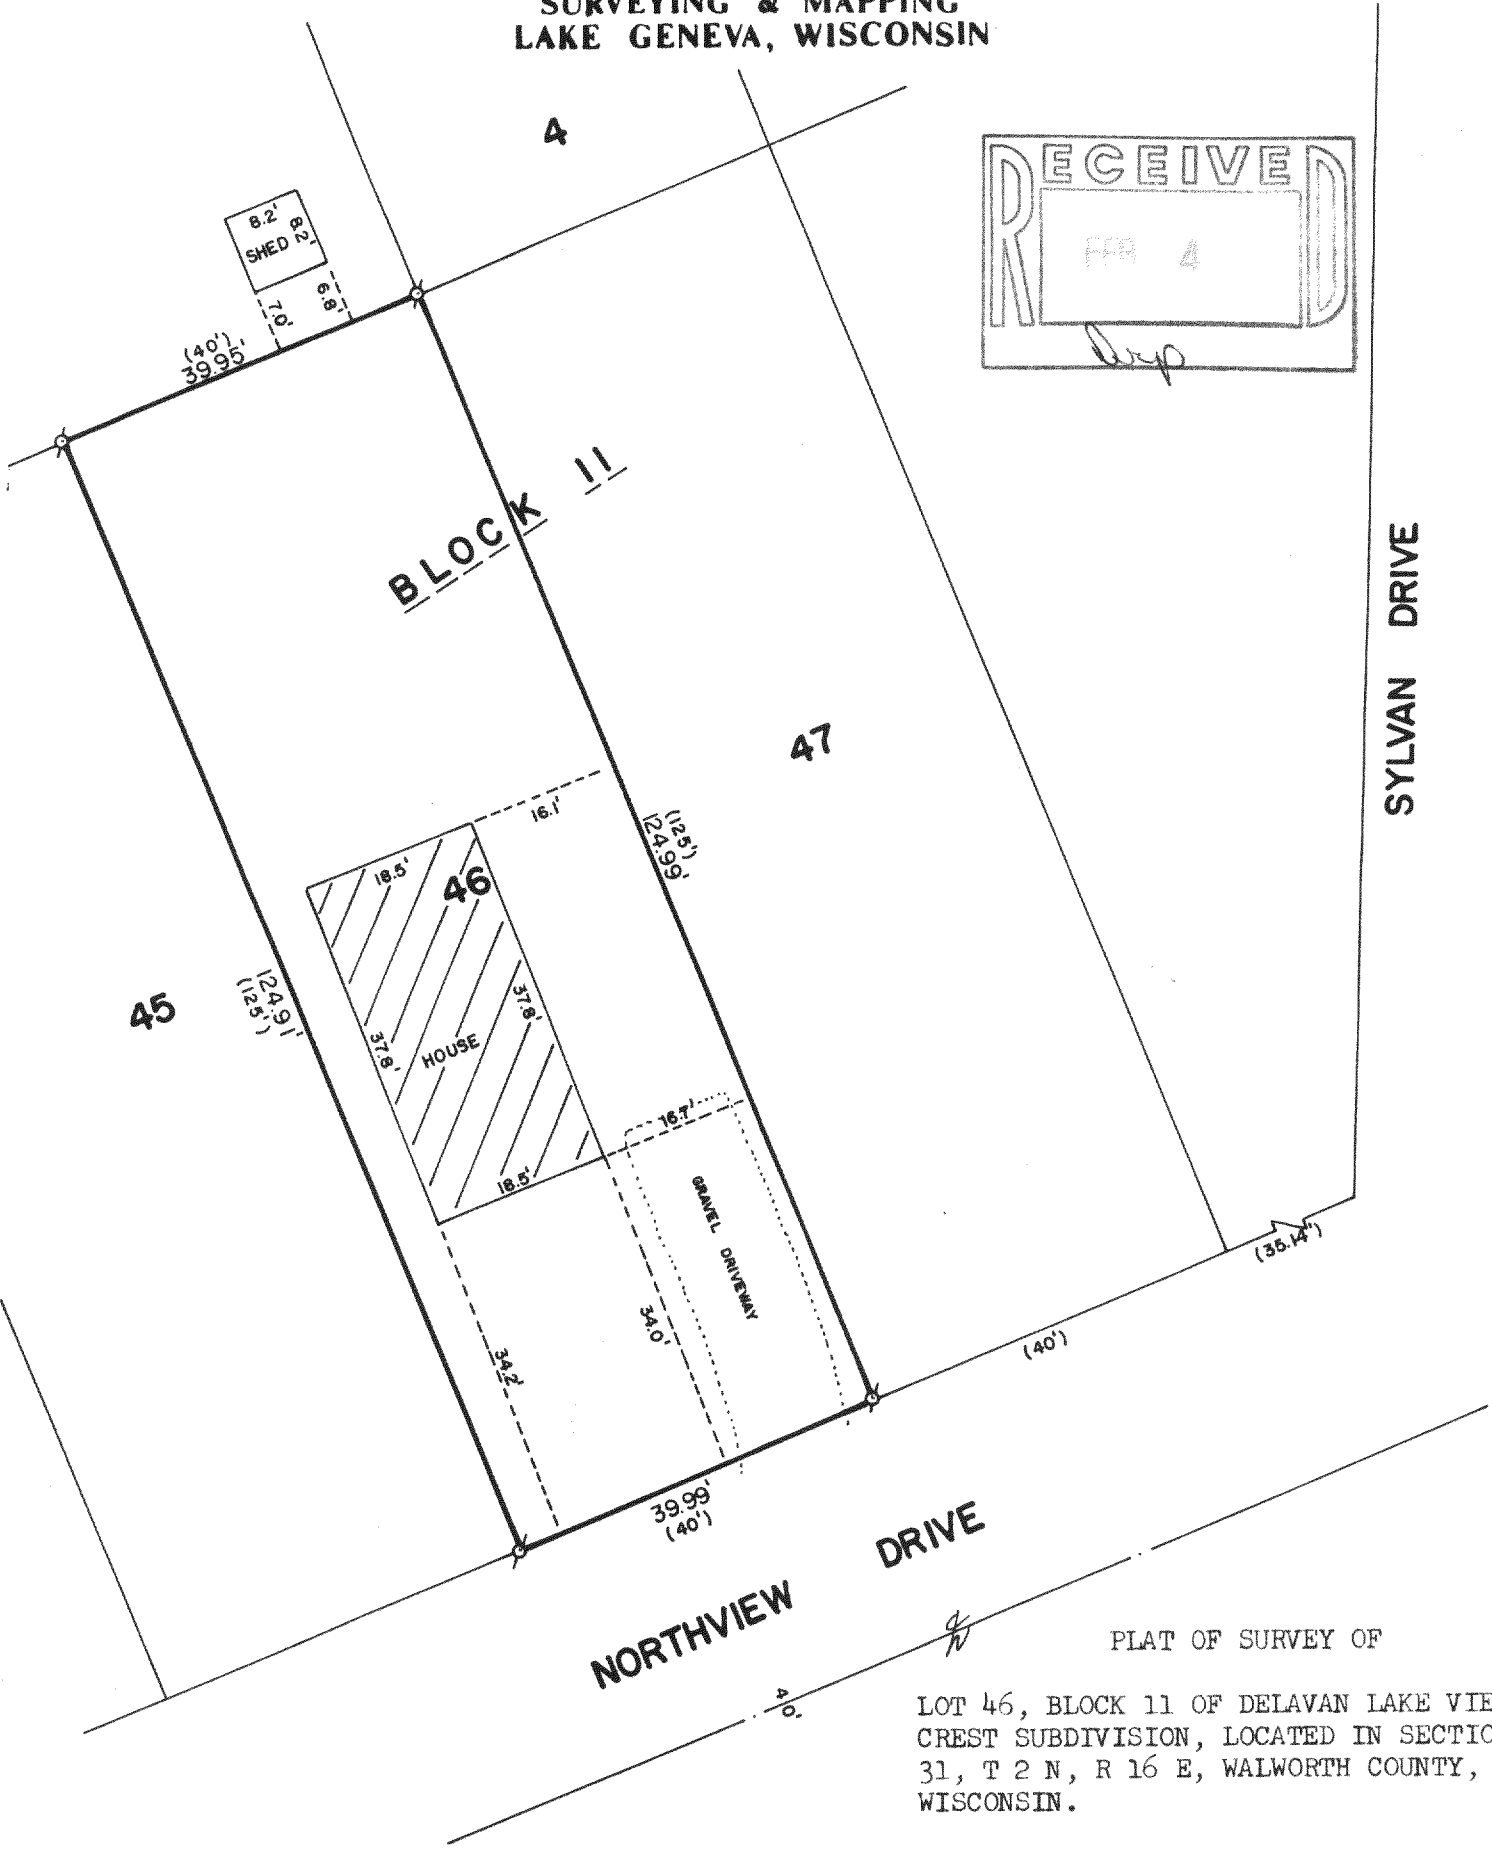 SURVEYING & MAPPING
LAKE GENEVA, WISCONSIN
4
RECEIVED
FEB 4
8.2'
8.2'
SHED
7.0'
6.8'
(40')
39.95'
BLOCK 11
SYLVAN DRIVE
47
16.1'
(125')
124.99'
18.5'
46
45
124.91'
(125')
37.8'
37.8'
HOUSE
16.7'
18.5'
GRAVEL DRIVEWAY
(35.14')
34.0'
34.2'
(40')
39.99'
(40')
NORTHVIEW DRIVE
40'
PLAT OF SURVEY OF
LOT 46, BLOCK 11 OF DELAVAN LAKE VIE
CREST SUBDIVISION, LOCATED IN SECTIO
31, T 2 N, R 16 E, WALWORTH COUNTY,
WISCONSIN.